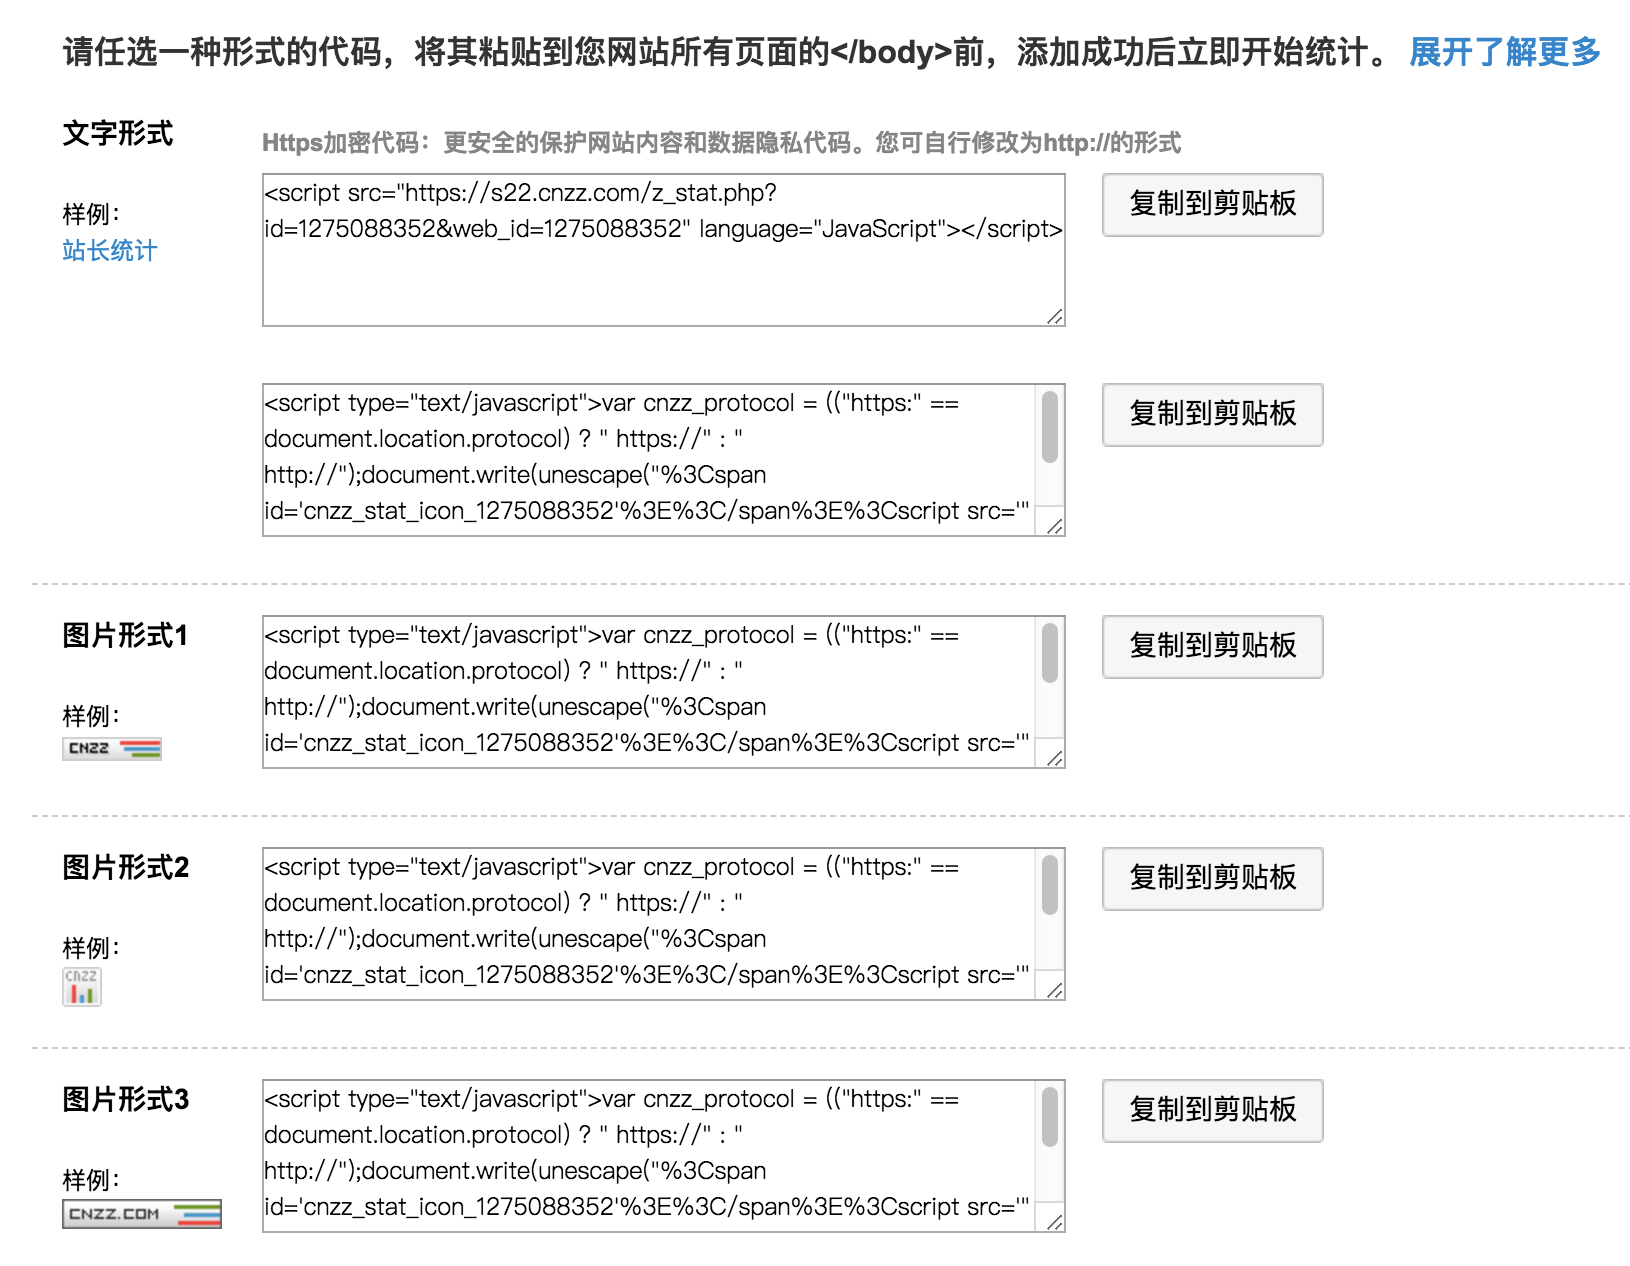 请任选一种形式的代码，将其粘贴到您网站所有页面的</body>前，添加成功后立即开始统计。 展开了解更多
文字形式
Https加密代码：更安全的保护网站内容和数据隐私代码。您可自行修改为http://的形式
样例：
站长统计
<script src="https://s22.cnzz.com/z_stat.php?
id=1275088352&web_id=1275088352" language="JavaScript"></script>
复制到剪贴板
<script type="text/javascript">var cnzz_protocol = (("https:" ==
document.location.protocol) ? " https://" : "
http://");document.write(unescape("%3Cspan
id='cnzz_stat_icon_1275088352'%3E%3C/span%3E%3Cscript src='"
复制到剪贴板
图片形式1
样例：
CNZZ
<script type="text/javascript">var cnzz_protocol = (("https:" ==
document.location.protocol) ? " https://" : "
http://");document.write(unescape("%3Cspan
id='cnzz_stat_icon_1275088352'%3E%3C/span%3E%3Cscript src='"
复制到剪贴板
图片形式2
样例：
CNZZ
<script type="text/javascript">var cnzz_protocol = (("https:" ==
document.location.protocol) ? " https://" : "
http://");document.write(unescape("%3Cspan
id='cnzz_stat_icon_1275088352'%3E%3C/span%3E%3Cscript src='"
复制到剪贴板
图片形式3
样例：
CNZZ.COM
<script type="text/javascript">var cnzz_protocol = (("https:" ==
document.location.protocol) ? " https://" : "
http://");document.write(unescape("%3Cspan
id='cnzz_stat_icon_1275088352'%3E%3C/span%3E%3Cscript src='"
复制到剪贴板